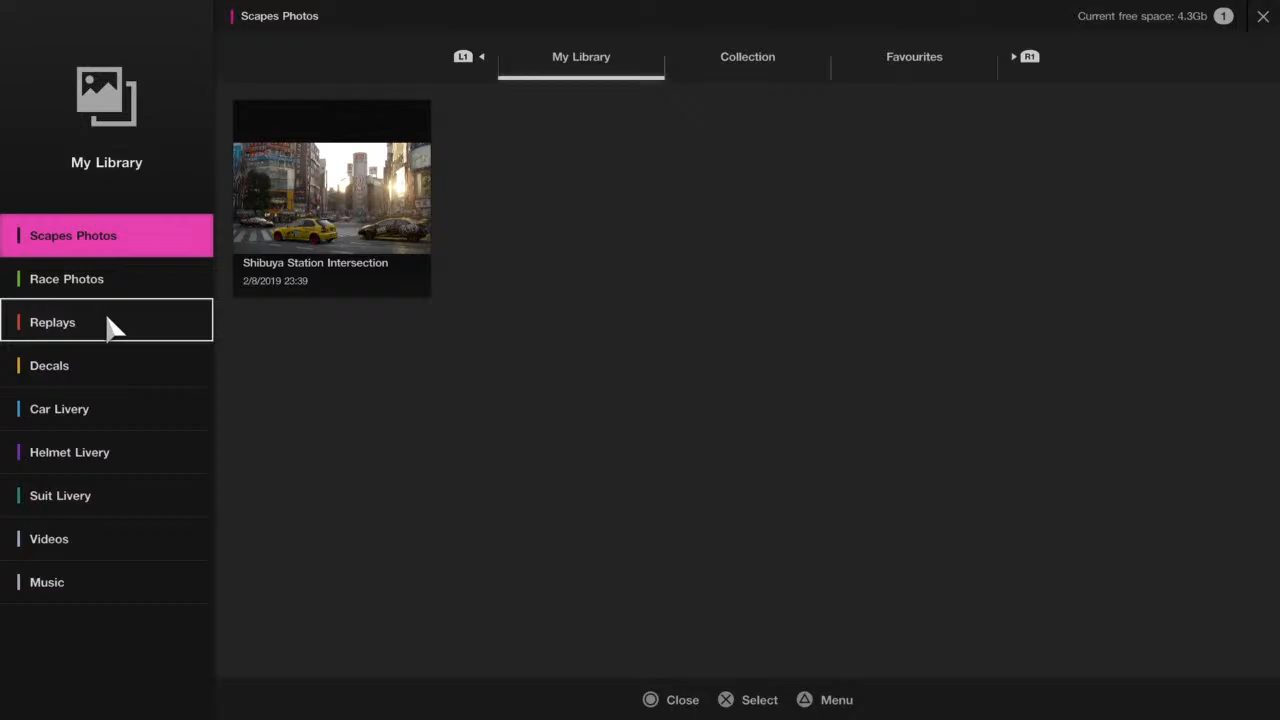 Scapes Photos
Current free space: 4.3Gb 1
L1 My Library Collection Favourites R1
My Library
Shibuya Station Intersection
2/8/2019 23:39
Scapes Photos
Race Photos
Replays
Decals
Car Livery
Helmet Livery
Suit Livery
Videos
Music
Close Select Menu